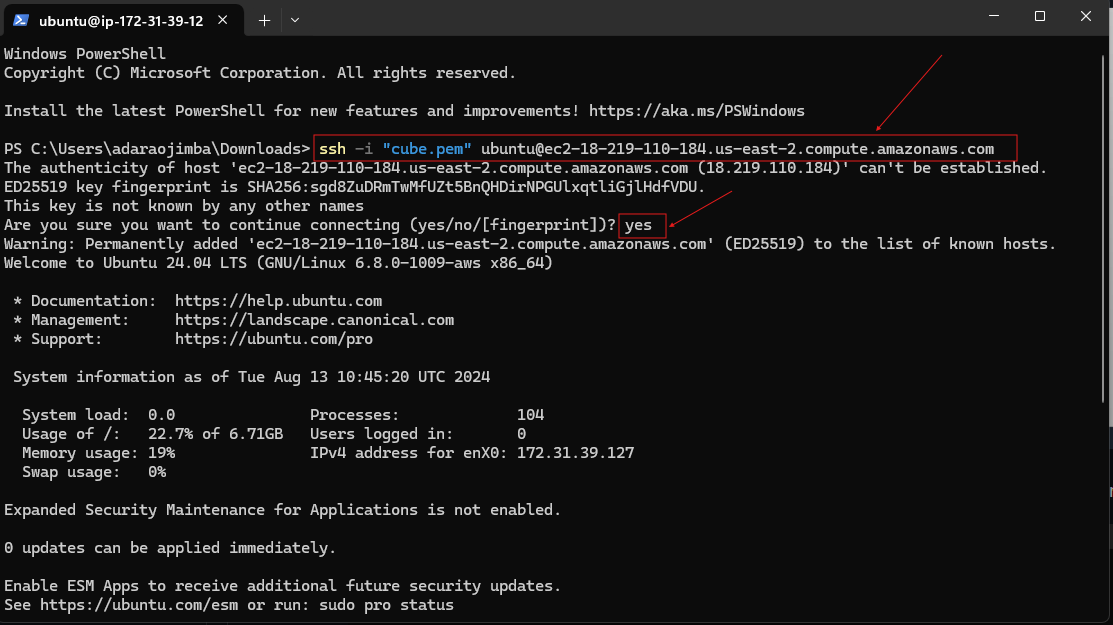 ubuntu@ip-172-31-39-12
Windows PowerShell
Copyright (C) Microsoft Corporation. All rights reserved.
Install the latest PowerShell for new features and improvements! https://aka.ms/PSWindows
PS C:\Users\adaraojimba\Downloads> ssh -i "cube.pem" ubuntu@ec2-18-219-110-184.us-east-2.compute.amazonaws.com
The authenticity of host 'ec2-18-219-110-184.us-east-2.compute.amazonaws.com (18.219.110.184)' can't be established.
ED25519 key fingerprint is SHA256:sgd8ZuDRmTwMfUZt5BnQHDirNPGUlxqtliGjlHdfVDU.
This key is not known by any other names
Are you sure you want to continue connecting (yes/no/[fingerprint])? yes
Warning: Permanently added 'ec2-18-219-110-184.us-east-2.compute.amazonaws.com' (ED25519) to the list of known hosts.
Welcome to Ubuntu 24.04 LTS (GNU/Linux 6.8.0-1009-aws x86_64)
* Documentation: https://help.ubuntu.com
* Management: https://landscape.canonical.com
* Support: https://ubuntu.com/pro
System information as of Tue Aug 13 10:45:20 UTC 2024
System load: 0.0 Processes: 104
Usage of /: 22.7% of 6.71GB Users logged in: 0
Memory usage: 19% IPv4 address for enX0: 172.31.39.127
Swap usage: 0%
Expanded Security Maintenance for Applications is not enabled.
0 updates can be applied immediately.
Enable ESM Apps to receive additional future security updates.
See https://ubuntu.com/esm or run: sudo pro status